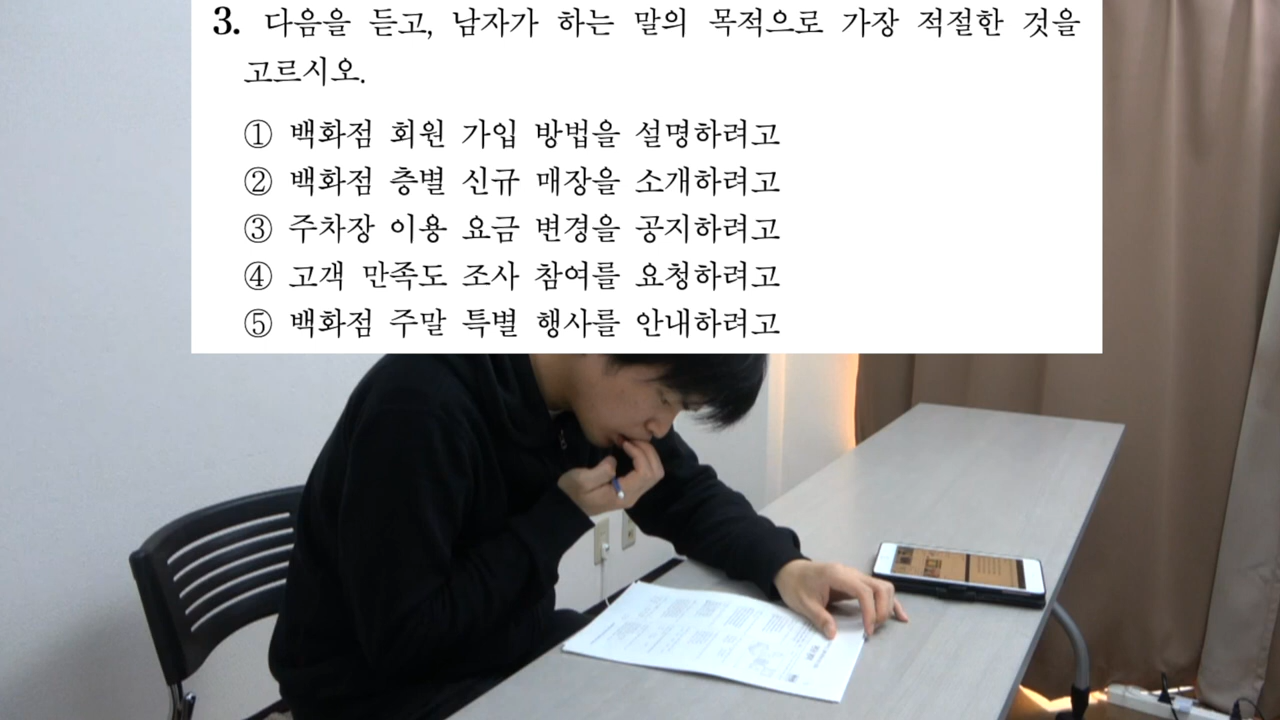 3. 다음을 듣고, 남자가 하는 말의 목적으로 가장 적절한 것을
고르시오.
① 백화점 회원 가입 방법을 설명하려고
② 백화점 층별 신규 매장을 소개하려고
③ 주차장 이용 요금 변경을 공지하려고
④ 고객 만족도 조사 참여를 요청하려고
⑤ 백화점 주말 특별 행사를 안내하려고